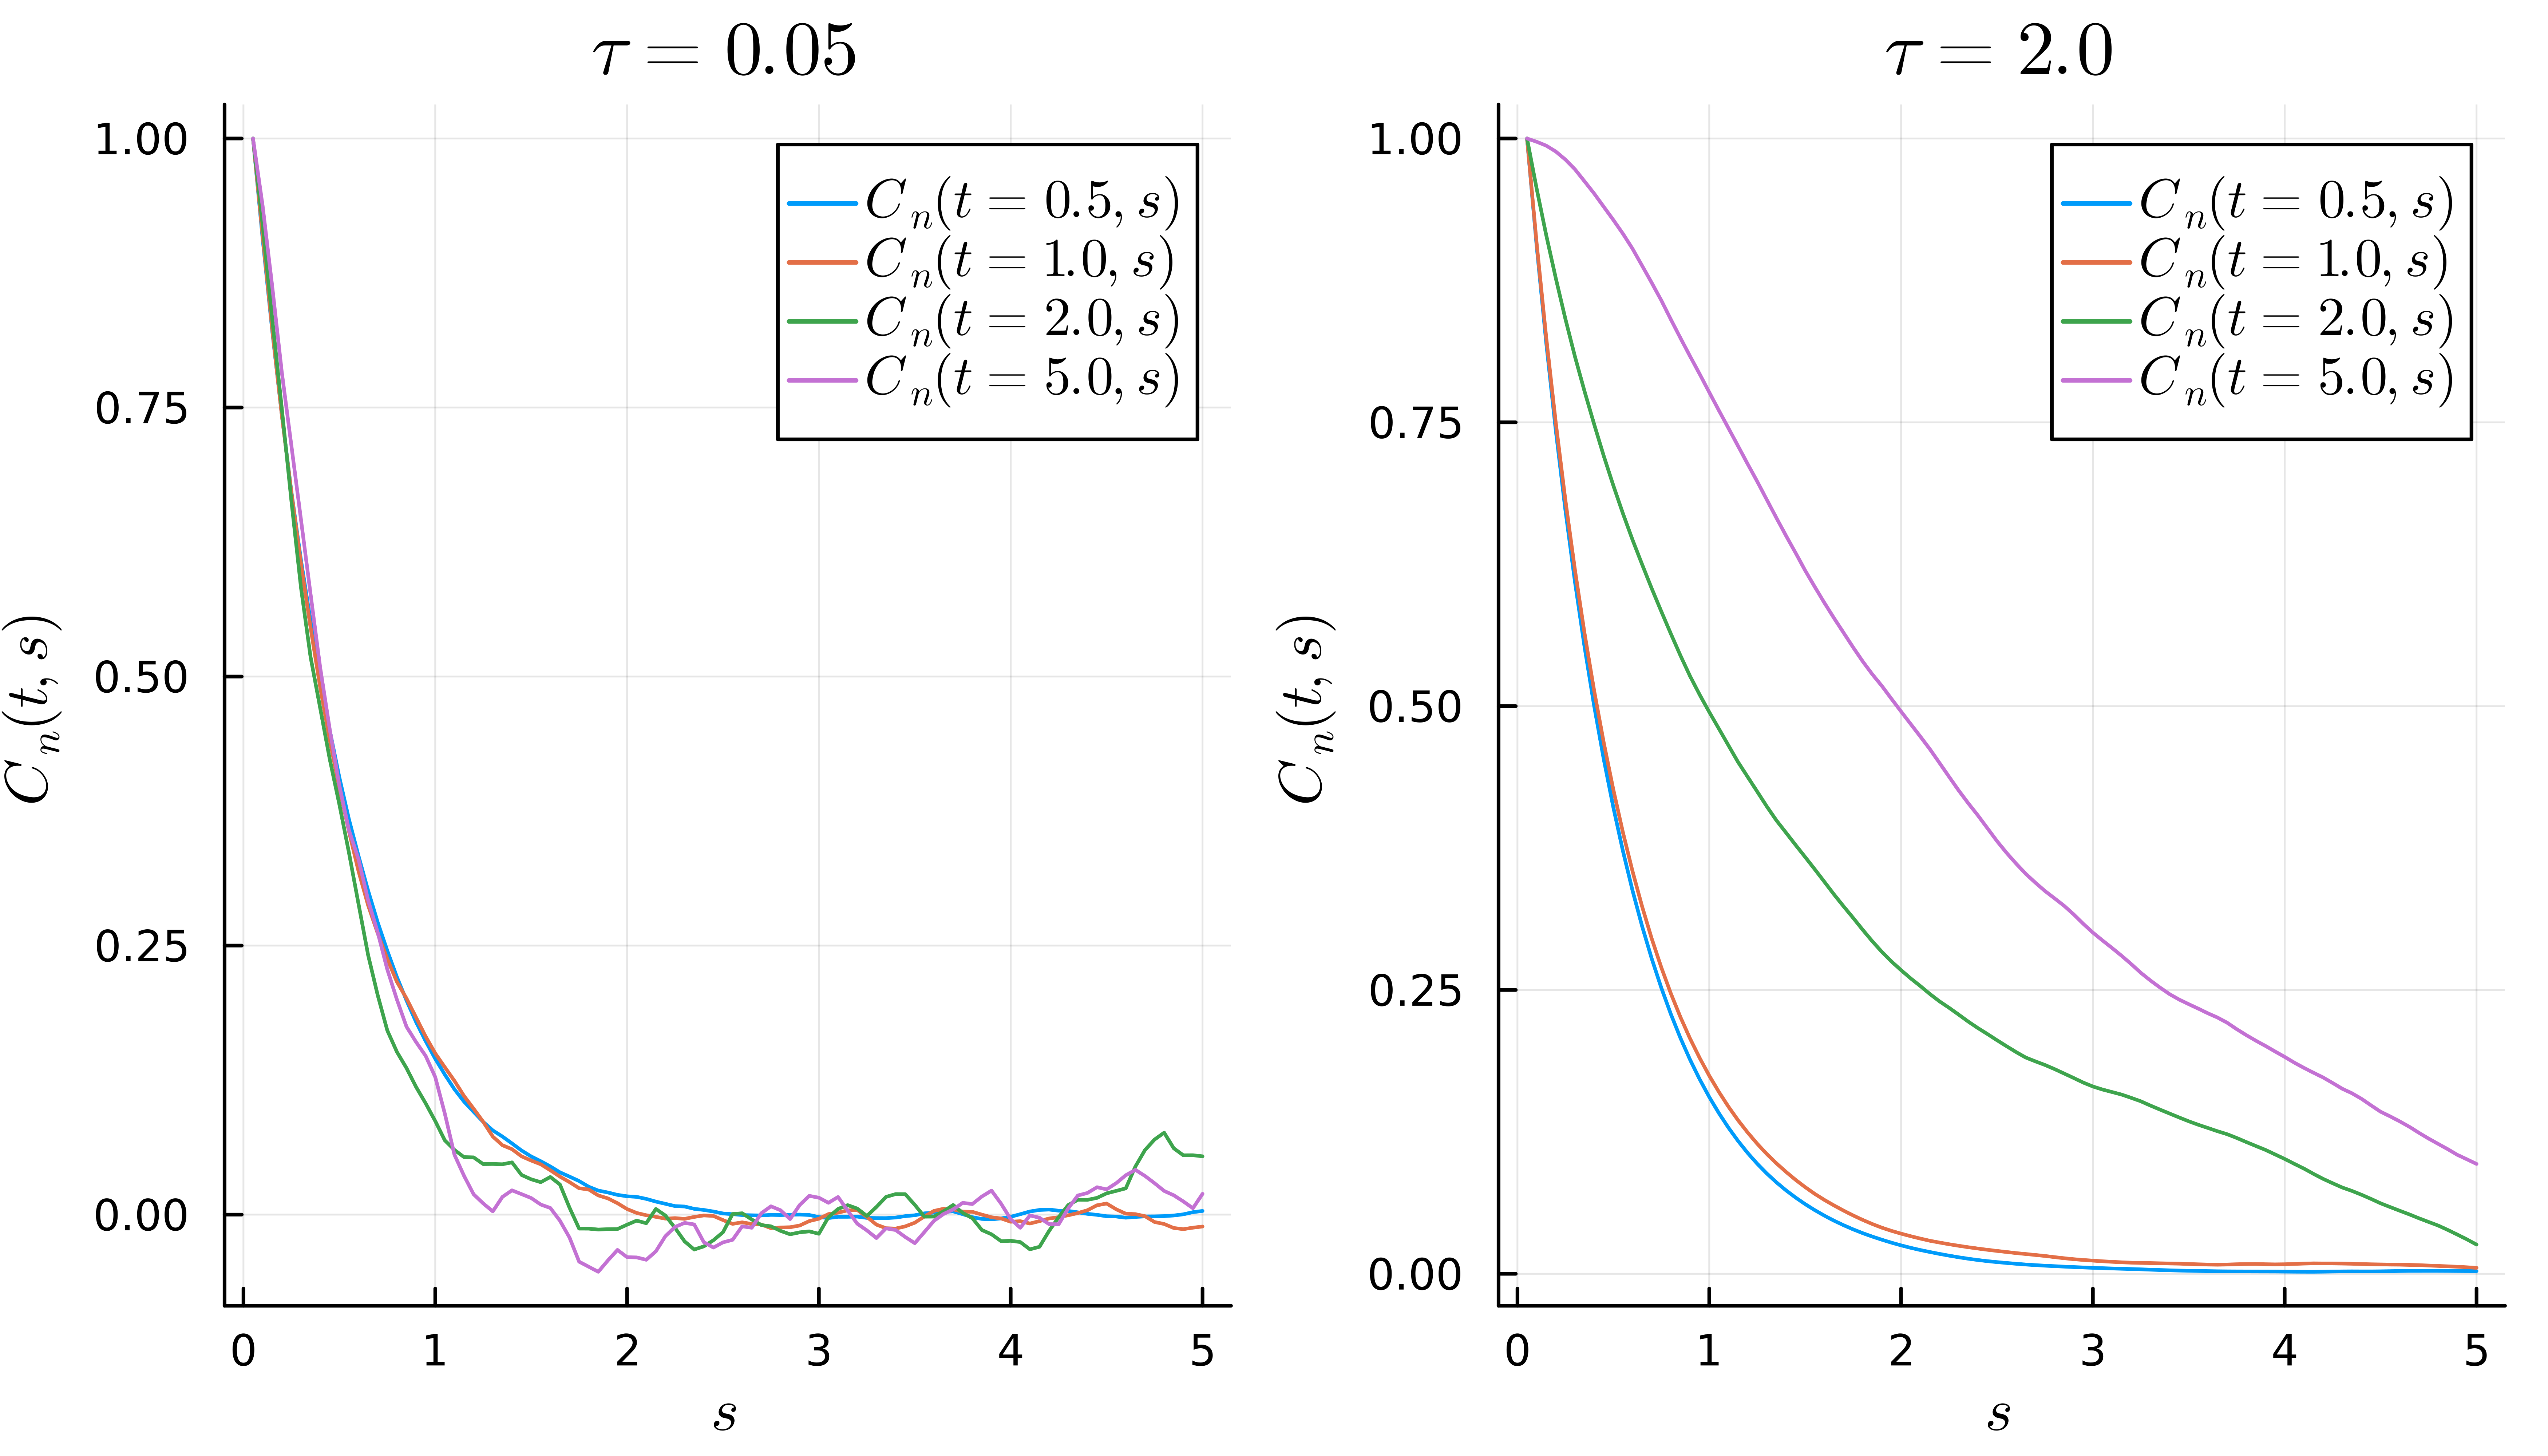 τ = 0.05
1.00
0.75
0.50
0.25
0.00
0 1 2 3 4 5
s
C_n(t, s)
C_n(t = 0.5, s)
C_n(t = 1.0, s)
C_n(t = 2.0, s)
C_n(t = 5.0, s)
τ = 2.0
1.00
0.75
0.50
0.25
0.00
0 1 2 3 4 5
s
C_n(t, s)
C_n(t = 0.5, s)
C_n(t = 1.0, s)
C_n(t = 2.0, s)
C_n(t = 5.0, s)